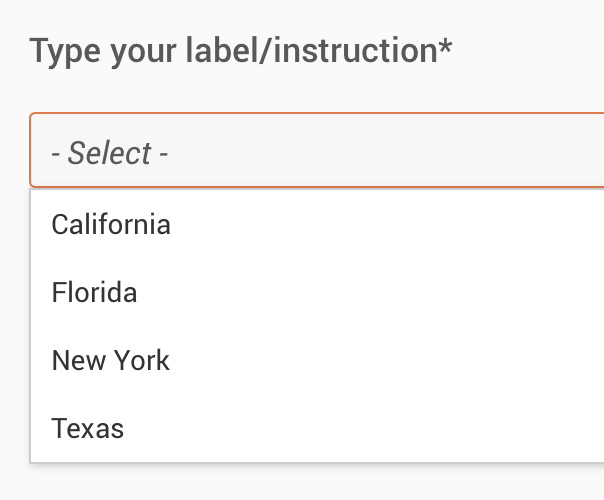 Type your label/instruction*
- Select -
California
Florida
New York
Texas